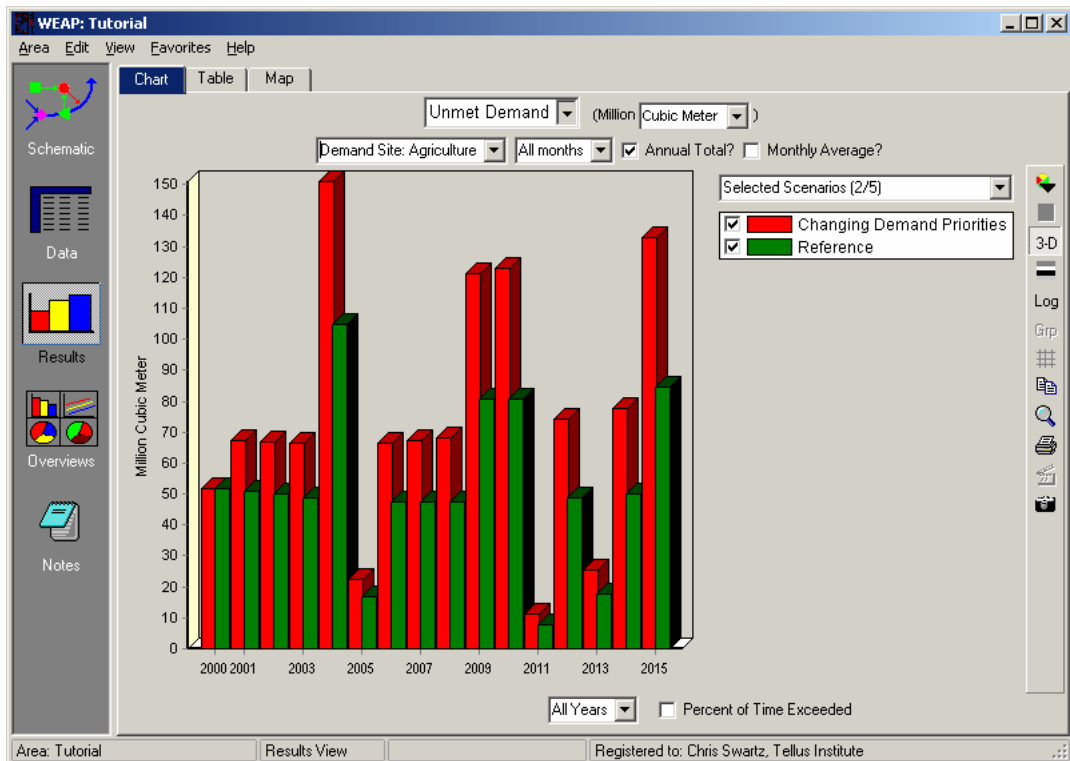 WEAP: Tutorial
Area Edit View Favorites Help
Chart Table Map
Unmet Demand (Million Cubic Meter )
Demand Site: Agriculture All months Annual Total? Monthly Average?
Schematic
Data
Results
Overviews
Notes
Selected Scenarios (2/5)
Changing Demand Priorities
Reference
3-D
Log
Grp
Million Cubic Meter
150
140
130
120
110
100
90
80
70
60
50
40
30
20
10
0
2000 2001 2003 2005 2007 2009 2011 2013 2015
All Years Percent of Time Exceeded
Area: Tutorial Results View Registered to: Chris Swartz, Tellus Institute